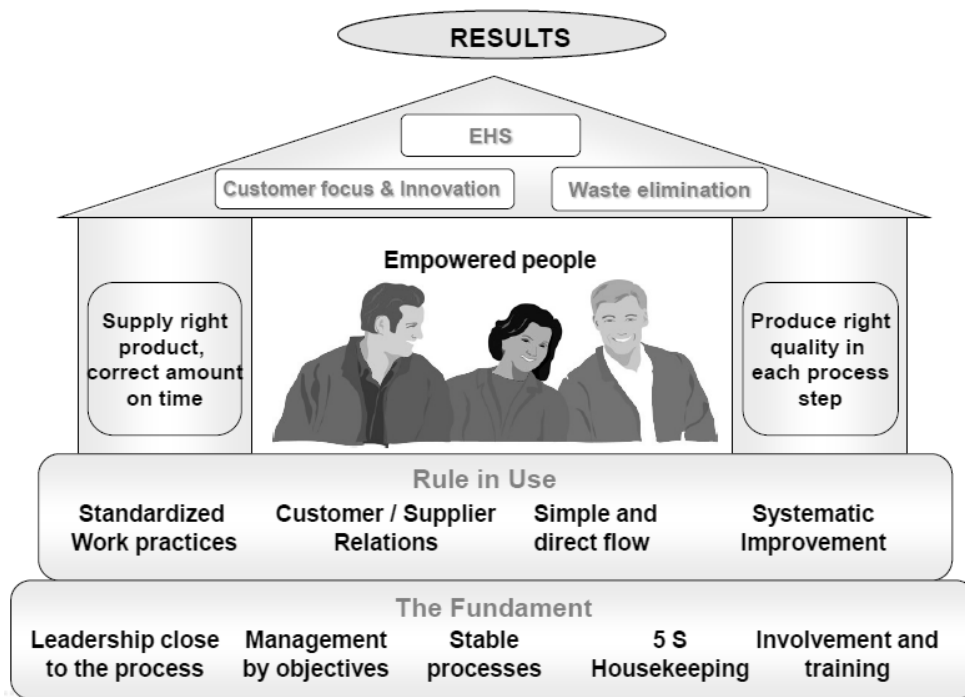 RESULTS
EHS
Customer focus & Innovation
Waste elimination
Empowered people
Supply right
product,
correct amount
on time
Produce right
quality in
each process
step
Rule in Use
Standardized
Work practices
Customer / Supplier
Relations
Simple and
direct flow
Systematic
Improvement
The Fundament
Leadership close
to the process
Management
by objectives
Stable
processes
5 S
Housekeeping
Involvement and
training